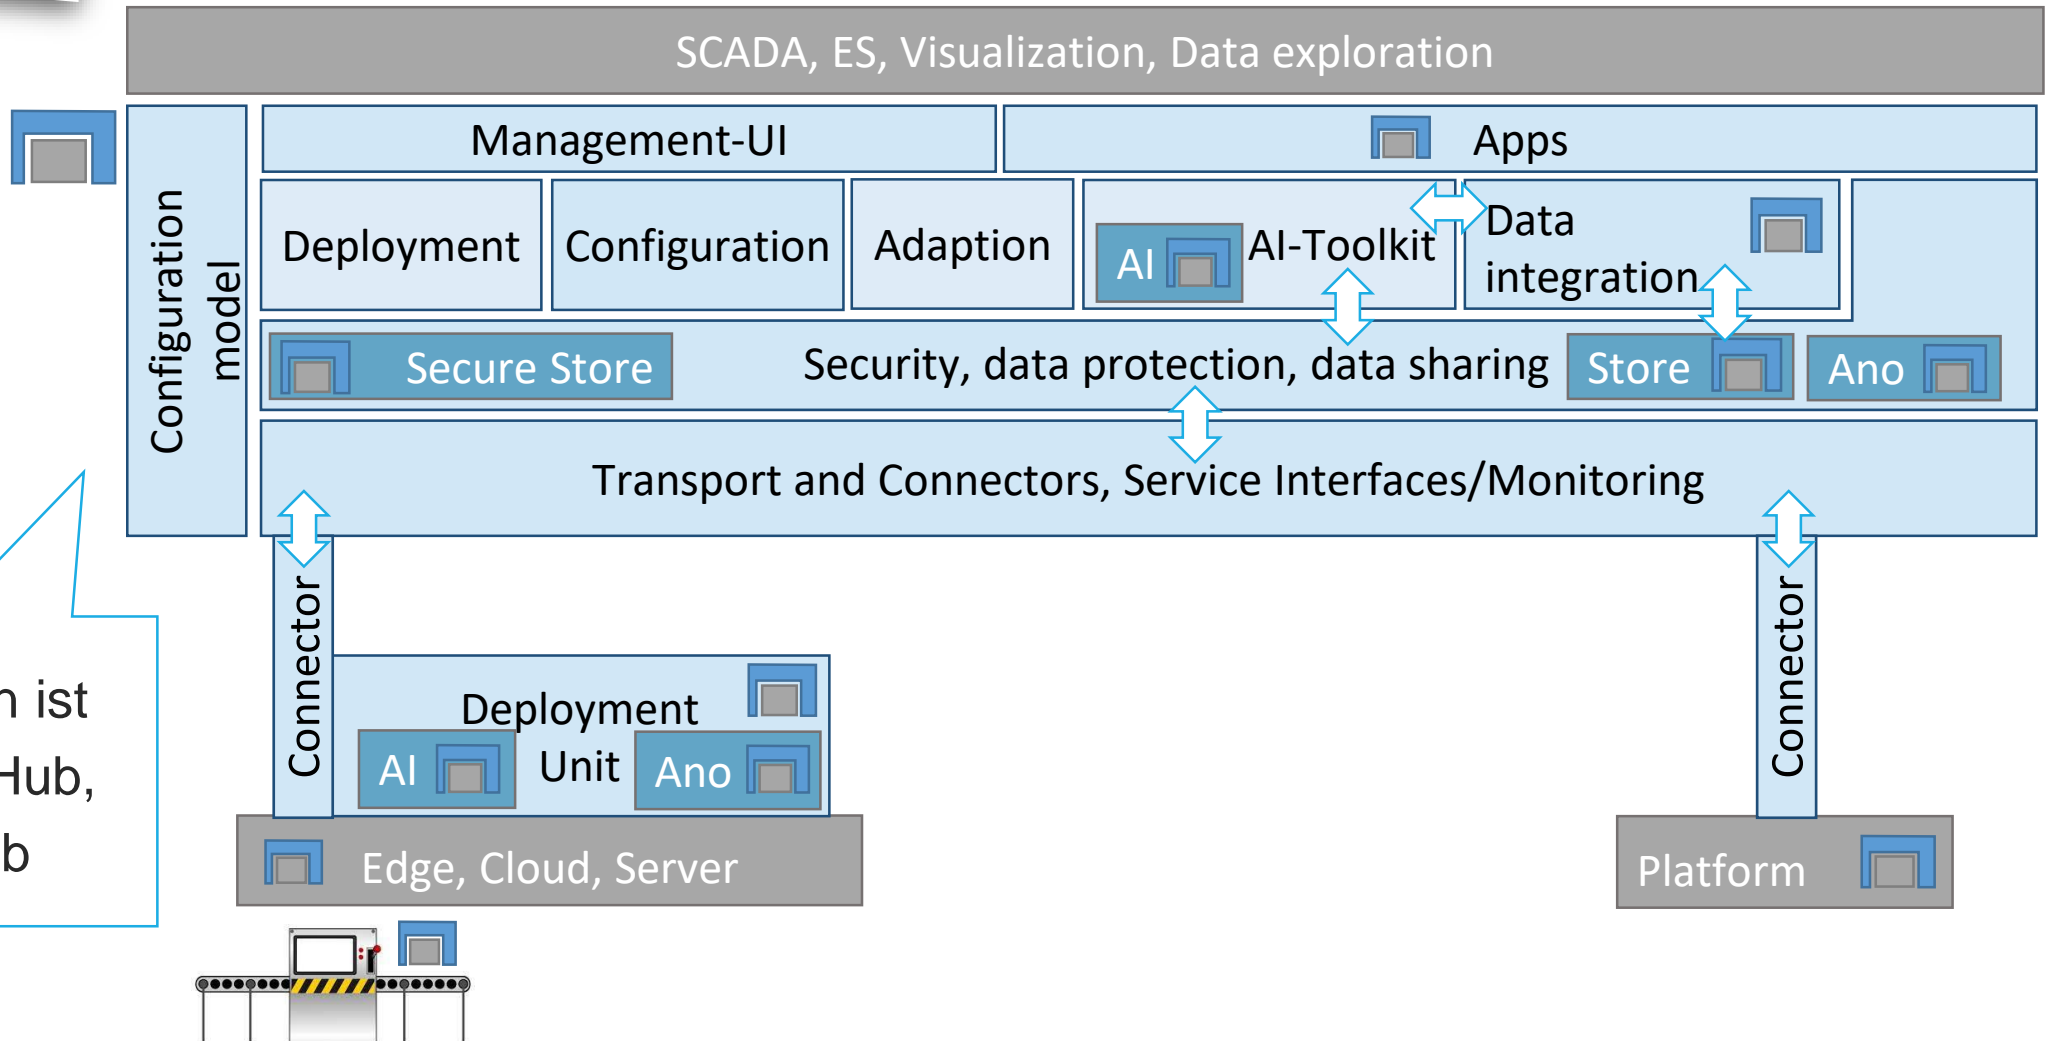 SCADA, ES, Visualization, Data exploration
Configuration
model
Management-UI
Apps
Deployment
Configuration
Adaption
AI
AI-Toolkit
Data
integration
Secure Store
Security, data protection, data sharing
Store
Ano
Transport and Connectors, Service Interfaces/Monitoring
Connector
Connector
Deployment
Unit
AI
Ano
ist
Hub,
Edge, Cloud, Server
Platform